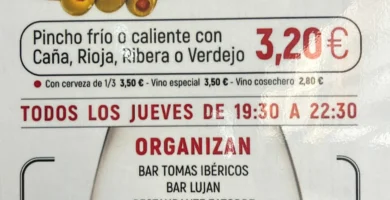 Pincho frío o caliente con
Caña, Rioja, Ribera o Verdejo 3,20€
• Con cerveza de 1/3 3,50 € - Vino especial 3,50 € - Vino cosechero 2,80 €
TODOS LOS JUEVES DE 19:30 A 22:30
ORGANIZAN
BAR TOMAS IBÉRICOS
BAR LUJAN